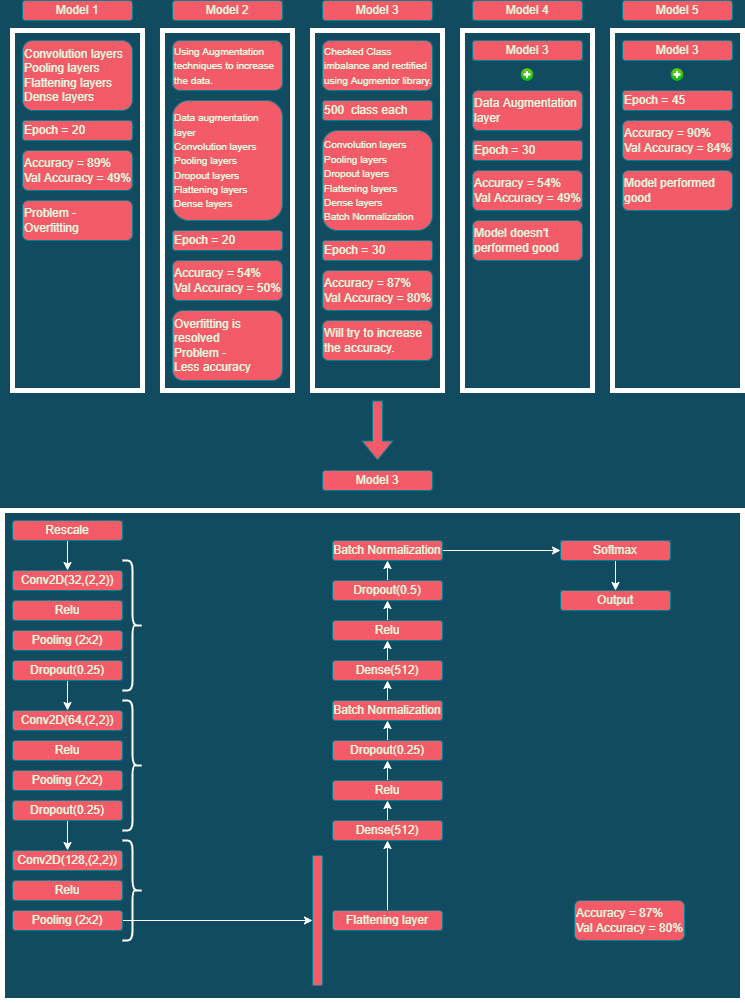 Model 1
Convolution layers
Pooling layers
Flattening layers
Dense layers
Epoch = 20
Accuracy = 89%
Val Accuracy = 49%
Problem -
Overfitting
Model 2
Using Augmentation
techniques to increase
the data.
Data augmentation
layer
Convolution layers
Pooling layers
Dropout layers
Flattening layers
Dense layers
Epoch = 20
Accuracy = 54%
Val Accuracy = 50%
Overfitting is
resolved
Problem -
Less accuracy
Model 3
Checked Class
imbalance and rectified
using Augmentor library.
500 class each
Convolution layers
Pooling layers
Dropout layers
Flattening layers
Dense layers
Batch Normalization
Epoch = 30
Accuracy = 87%
Val Accuracy = 80%
Will try to increase
the accuracy.
Model 4
Model 3
Data Augmentation
layer
Epoch = 30
Accuracy = 54%
Val Accuracy = 49%
Model doesn't
performed good
Model 5
Model 3
Epoch = 45
Accuracy = 90%
Val Accuracy = 84%
Model performed
good
Model 3
Rescale
Conv2D(32,(2,2))
Relu
Pooling (2x2)
Dropout(0.25)
Conv2D(64,(2,2))
Relu
Pooling (2x2)
Dropout(0.25)
Conv2D(128,(2,2))
Relu
Pooling (2x2)
Flattening layer
Dense(512)
Relu
Dropout(0.25)
Batch Normalization
Dense(512)
Relu
Dropout(0.5)
Batch Normalization
Softmax
Output
Accuracy = 87%
Val Accuracy = 80%